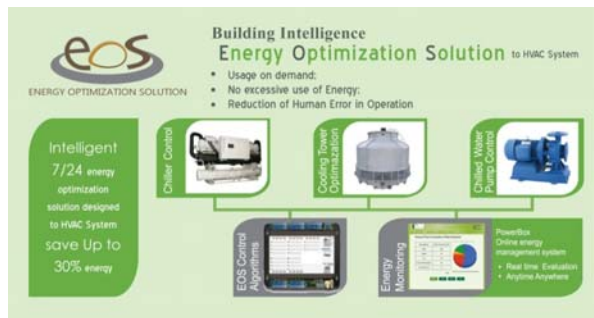 eos
ENERGY OPTIMIZATION SOLUTION
Building Intelligence
Energy Optimization Solution to HVAC System
• Usage on demand;
• No excessive use of Energy;
• Reduction of Human Error in Operation
Intelligent
7/24 energy
optimization
solution designed
to HVAC System
save Up to
30% energy
Chiller Control
Cooling Tower
Optimazation
Chilled Water
Pump Control
EOS Control
Algorithms
Energy
Monitoring
PowerBox
Online energy
management system
• Real time Evaluation
• Anytime Anywhere